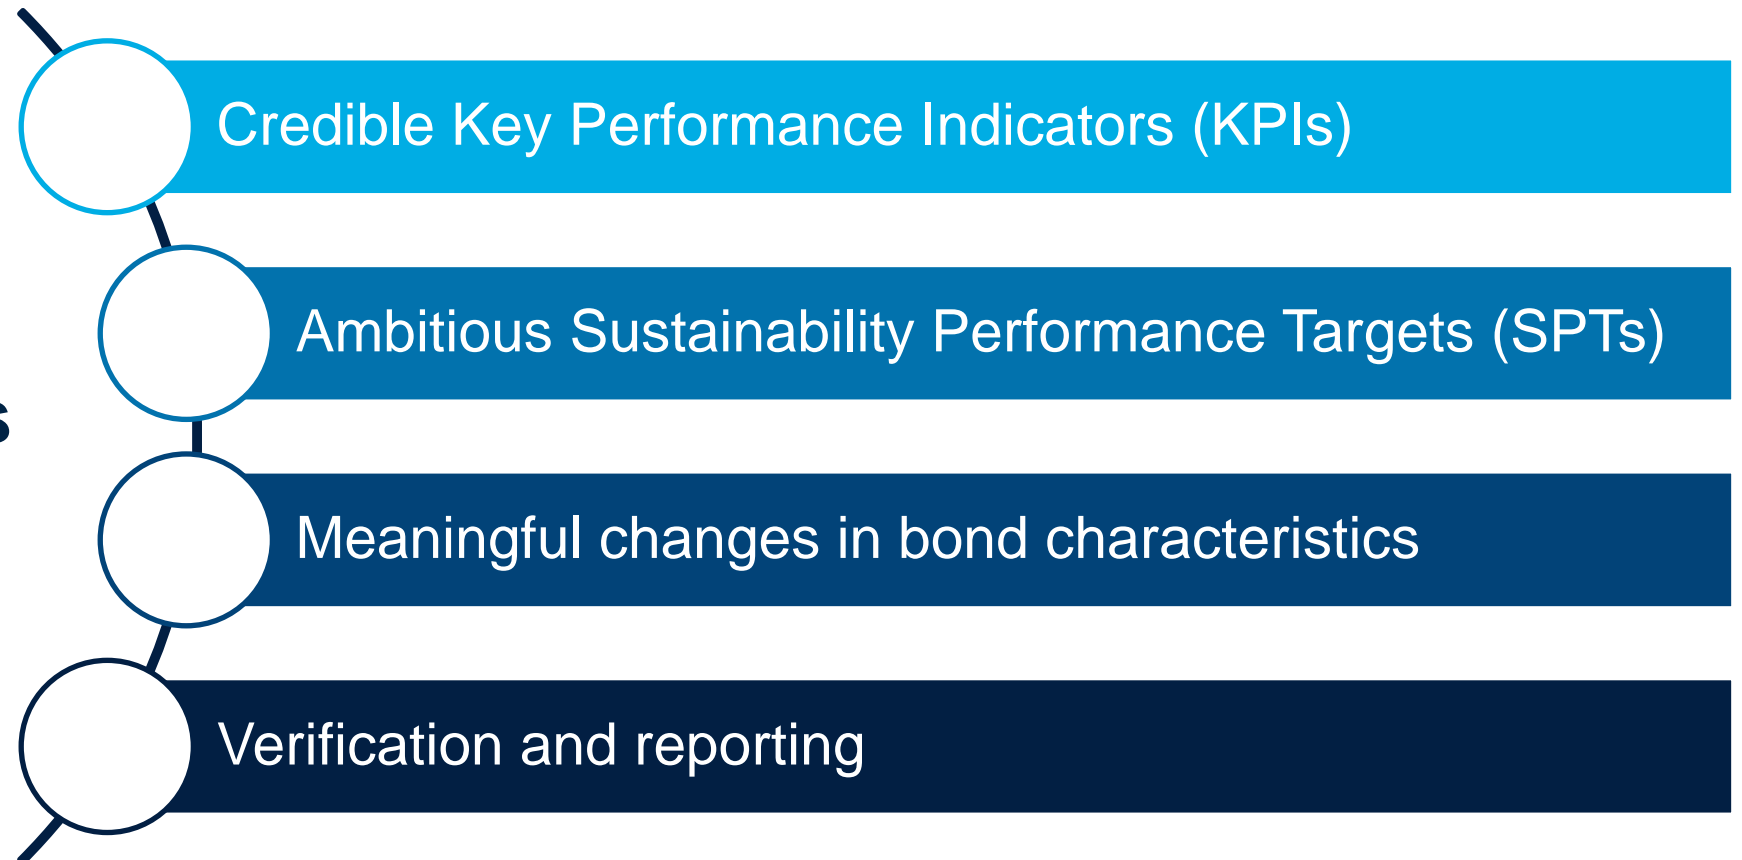 Credible Key Performance Indicators (KPIs)
Ambitious Sustainability Performance Targets (SPTs)
Meaningful changes in bond characteristics
Verification and reporting